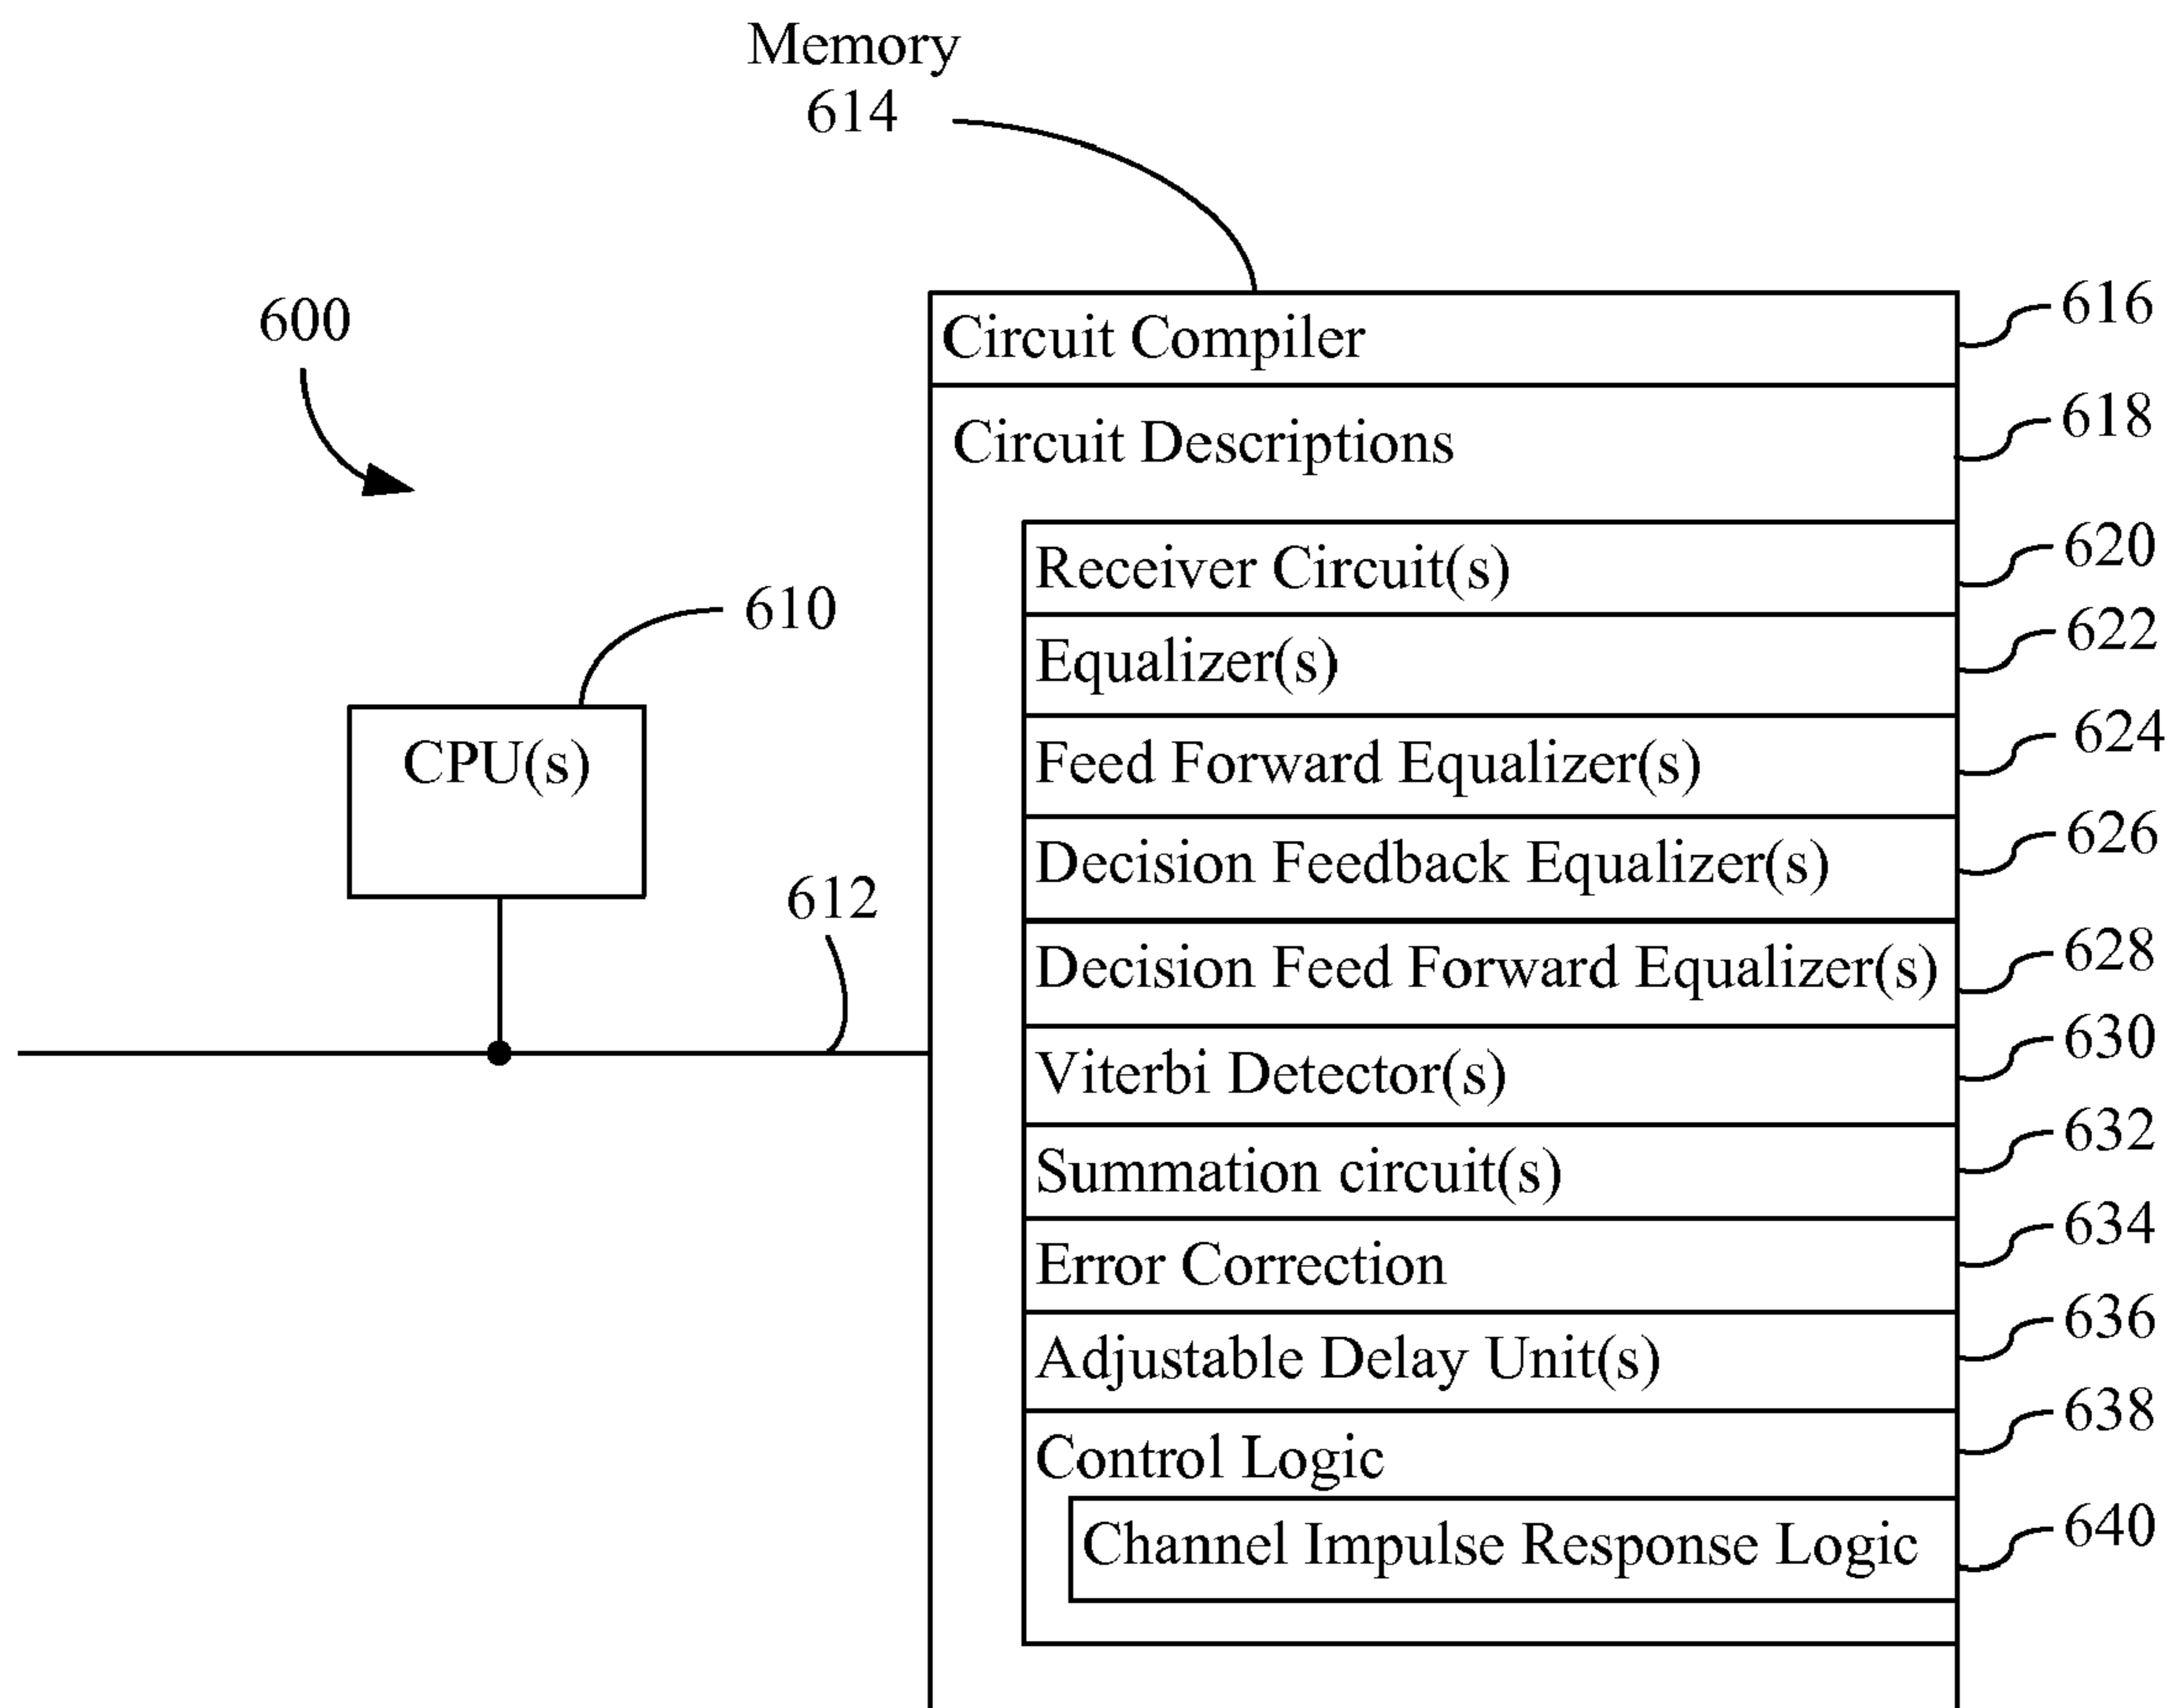 Memory
614
600
610
CPU(s)
612
Circuit Compiler
616
Circuit Descriptions
618
Receiver Circuit(s)
620
Equalizer(s)
622
Feed Forward Equalizer(s)
624
Decision Feedback Equalizer(s)
626
Decision Feed Forward Equalizer(s)
628
Viterbi Detector(s)
630
Summation circuit(s)
632
Error Correction
634
Adjustable Delay Unit(s)
636
Control Logic
638
Channel Impulse Response Logic
640